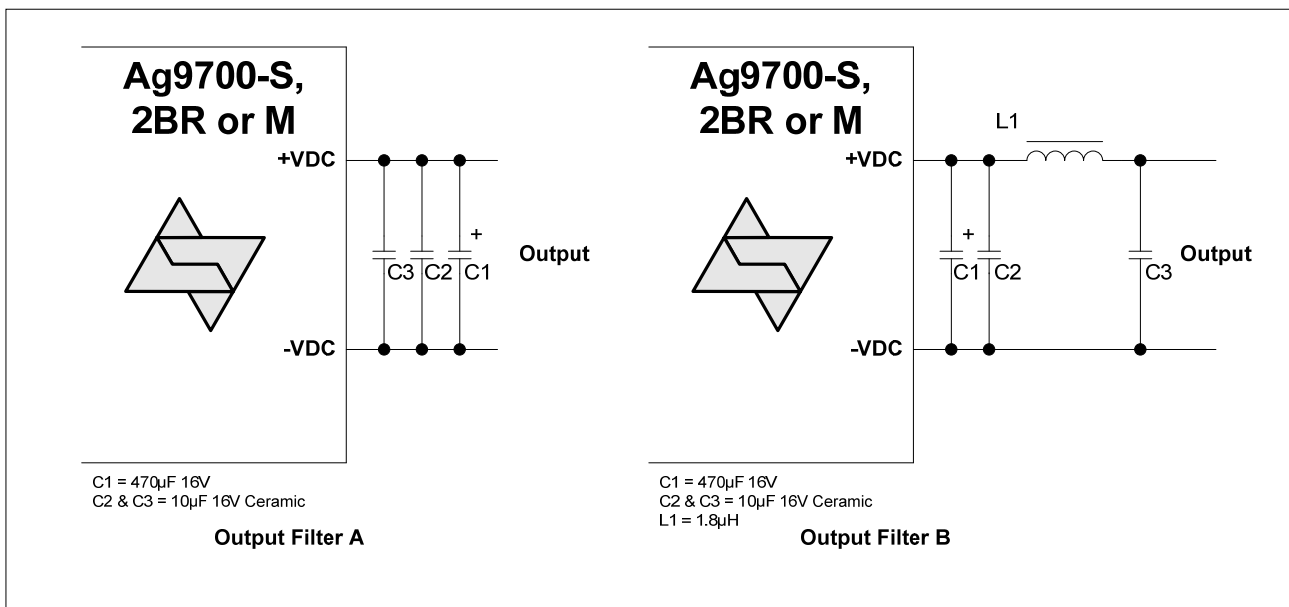 Ag9700-S,
2BR or M
+VDC
C3
C2
+
C1
Output
-VDC
C1 = 470µF 16V
C2 & C3 = 10µF 16V Ceramic
Output Filter A
Ag9700-S,
2BR or M
L1
+VDC
+
C1
C2
C3
Output
-VDC
C1 = 470µF 16V
C2 & C3 = 10µF 16V Ceramic
L1 = 1.8µH
Output Filter B